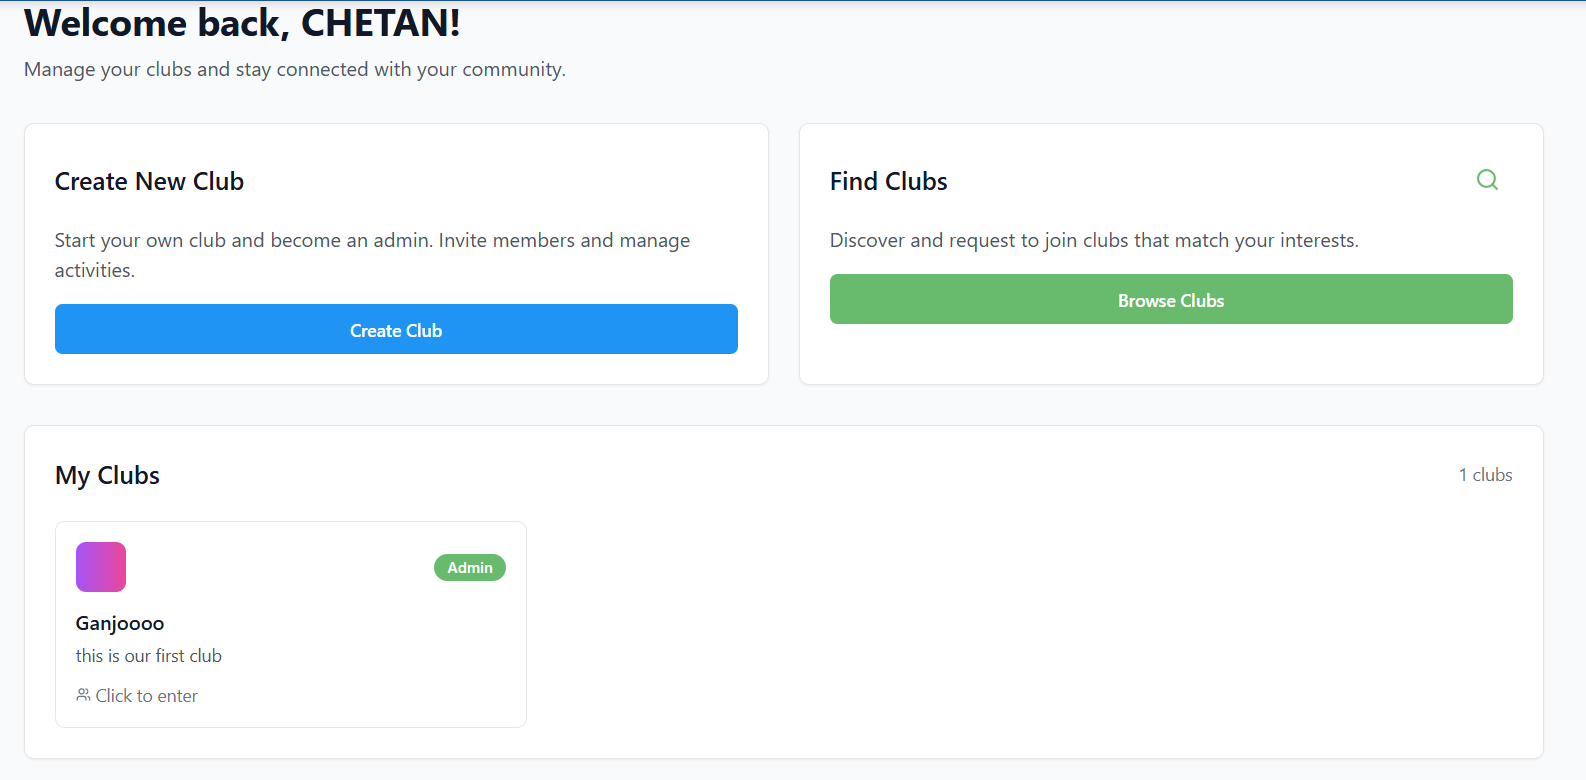 Welcome back, CHETAN!
Manage your clubs and stay connected with your community.
Create New Club
Start your own club and become an admin. Invite members and manage
activities.
Create Club
Find Clubs
Discover and request to join clubs that match your interests.
Browse Clubs
My Clubs
1 clubs
Admin
Ganjoooo
this is our first club
Click to enter